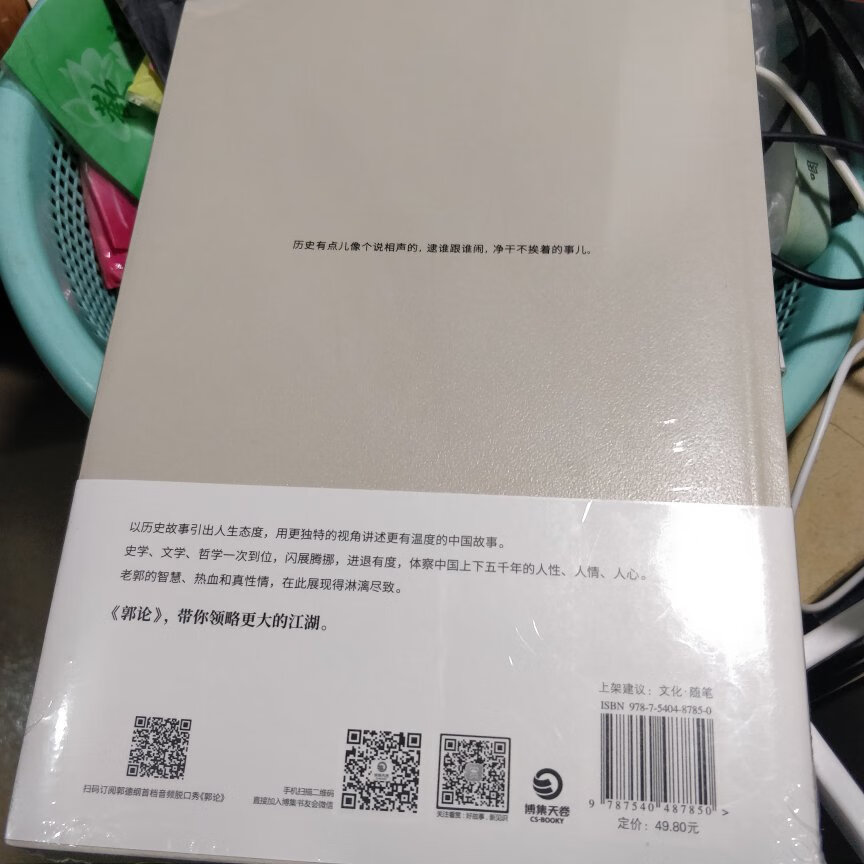 历史有点儿像个说相声的，逮谁跟谁闹，净干不挨着的事儿。
以历史故事引出人生态度，用更独特的视角讲述更有温度的中国故事。
史学、文学、哲学一次到位，闪展腾挪，进退有度，体察中国上下五千年的人性、人情、人心。
老郭的智慧、热血和真性情，在此展现得淋漓尽致。
《郭论》，带你领略更大的江湖。
上架建议：文化·随笔
ISBN 978-7-5404-8785-0
9 787540 487850 >
定价：49.80元
扫码订阅郭德纲首档音频脱口秀《郭论》
手机扫描二维码
直接加入博集书友会微信
关注看宽：好故事，新见识
博集天卷
CS-BOOKY